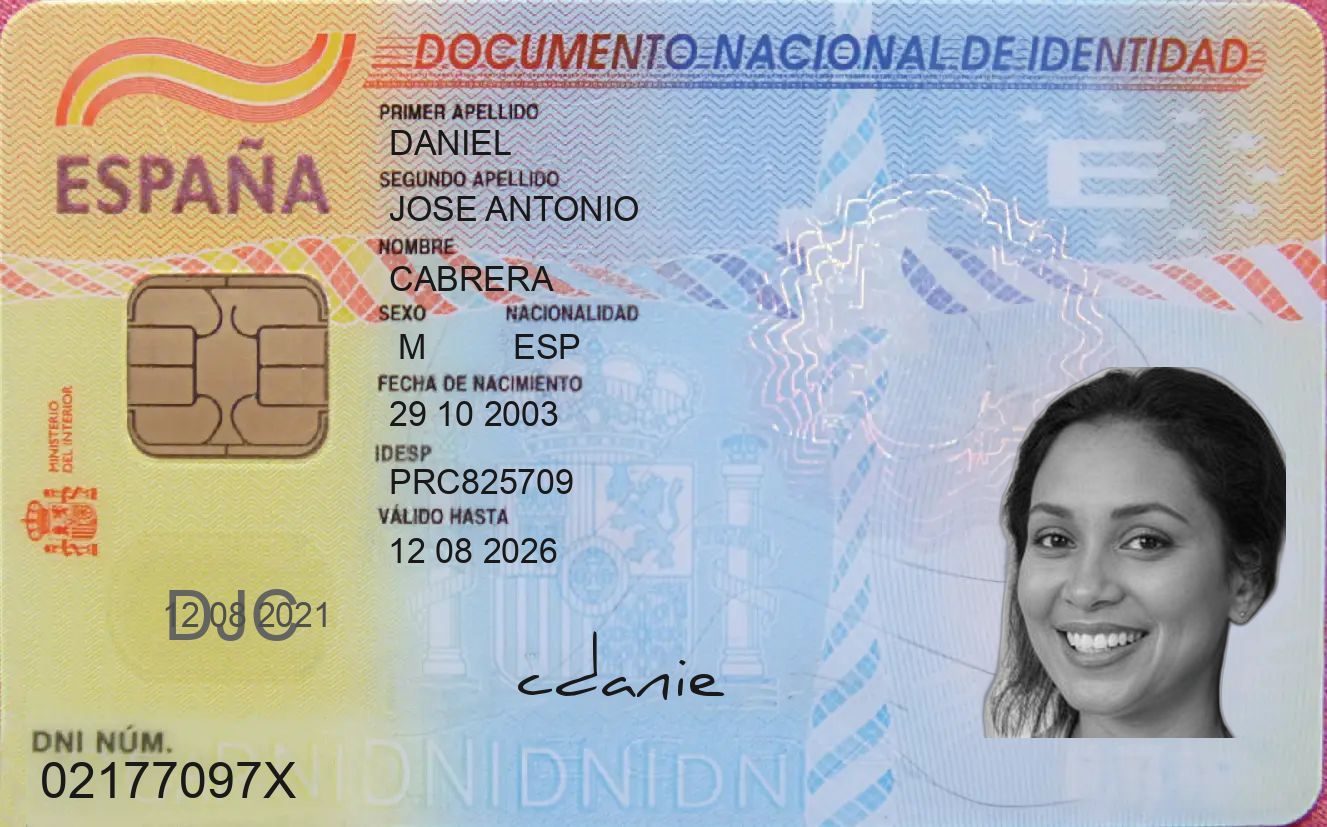 DOCUMENTO NACIONAL DE IDENTIDAD
ESPAÑA
PRIMER APELLIDO
DANIEL
SEGUNDO APELLIDO
JOSE ANTONIO
NOMBRE
CABRERA
SEXO NACIONALIDAD
M ESP
FECHA DE NACIMIENTO
29 10 2003
IDESP
PRC825709
VÁLIDO HASTA
12 08 2026
MINISTERIO
DEL INTERIOR
E
DJC
12 08 2021
cdanie
DNI NÚM.
02177097X
DNIDNIDNIDNI